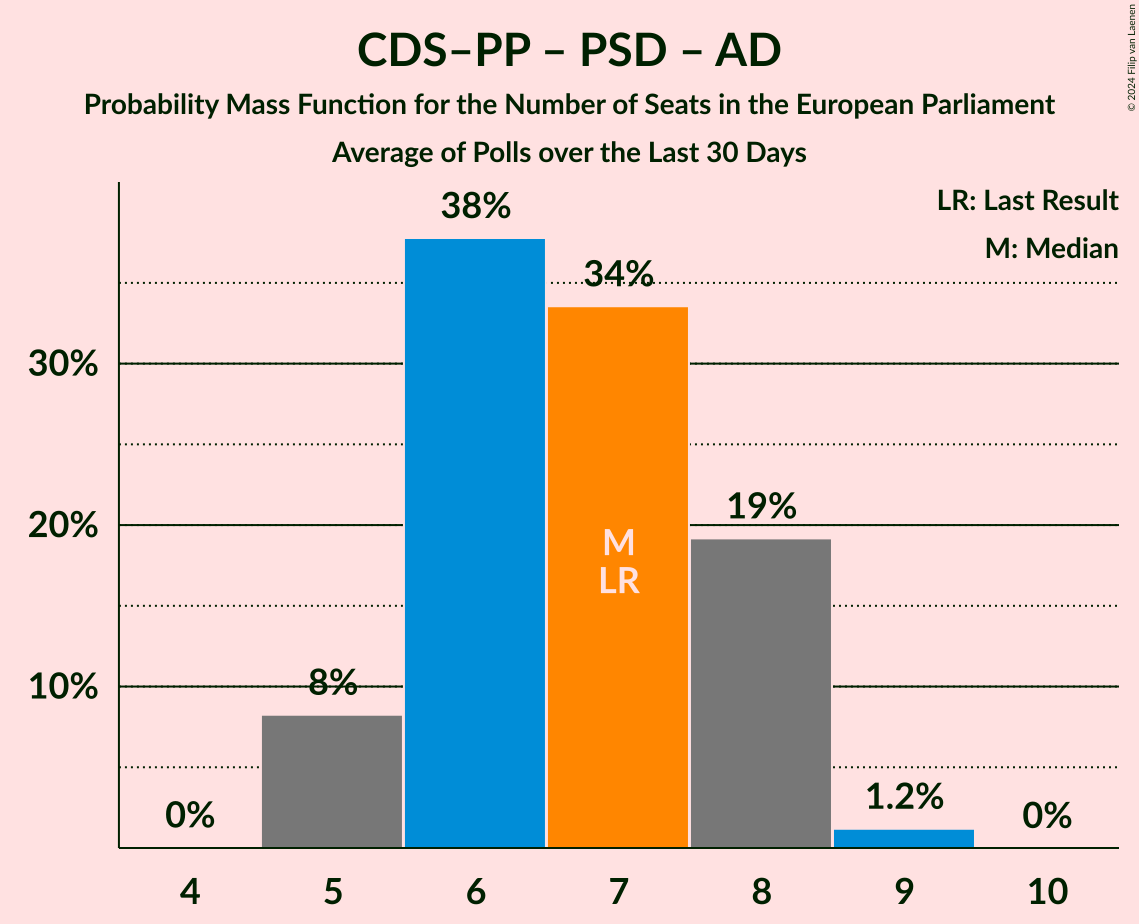 CDS–PP – PSD – AD
Probability Mass Function for the Number of Seats in the European Parliament
Average of Polls over the Last 30 Days
© 2024 Filip van Laenen
LR: Last Result
M: Median
38%
34%
30%
20%
19%
M
LR
10%
8%
0%
1.2%
0%
4 5 6 7 8 9 10